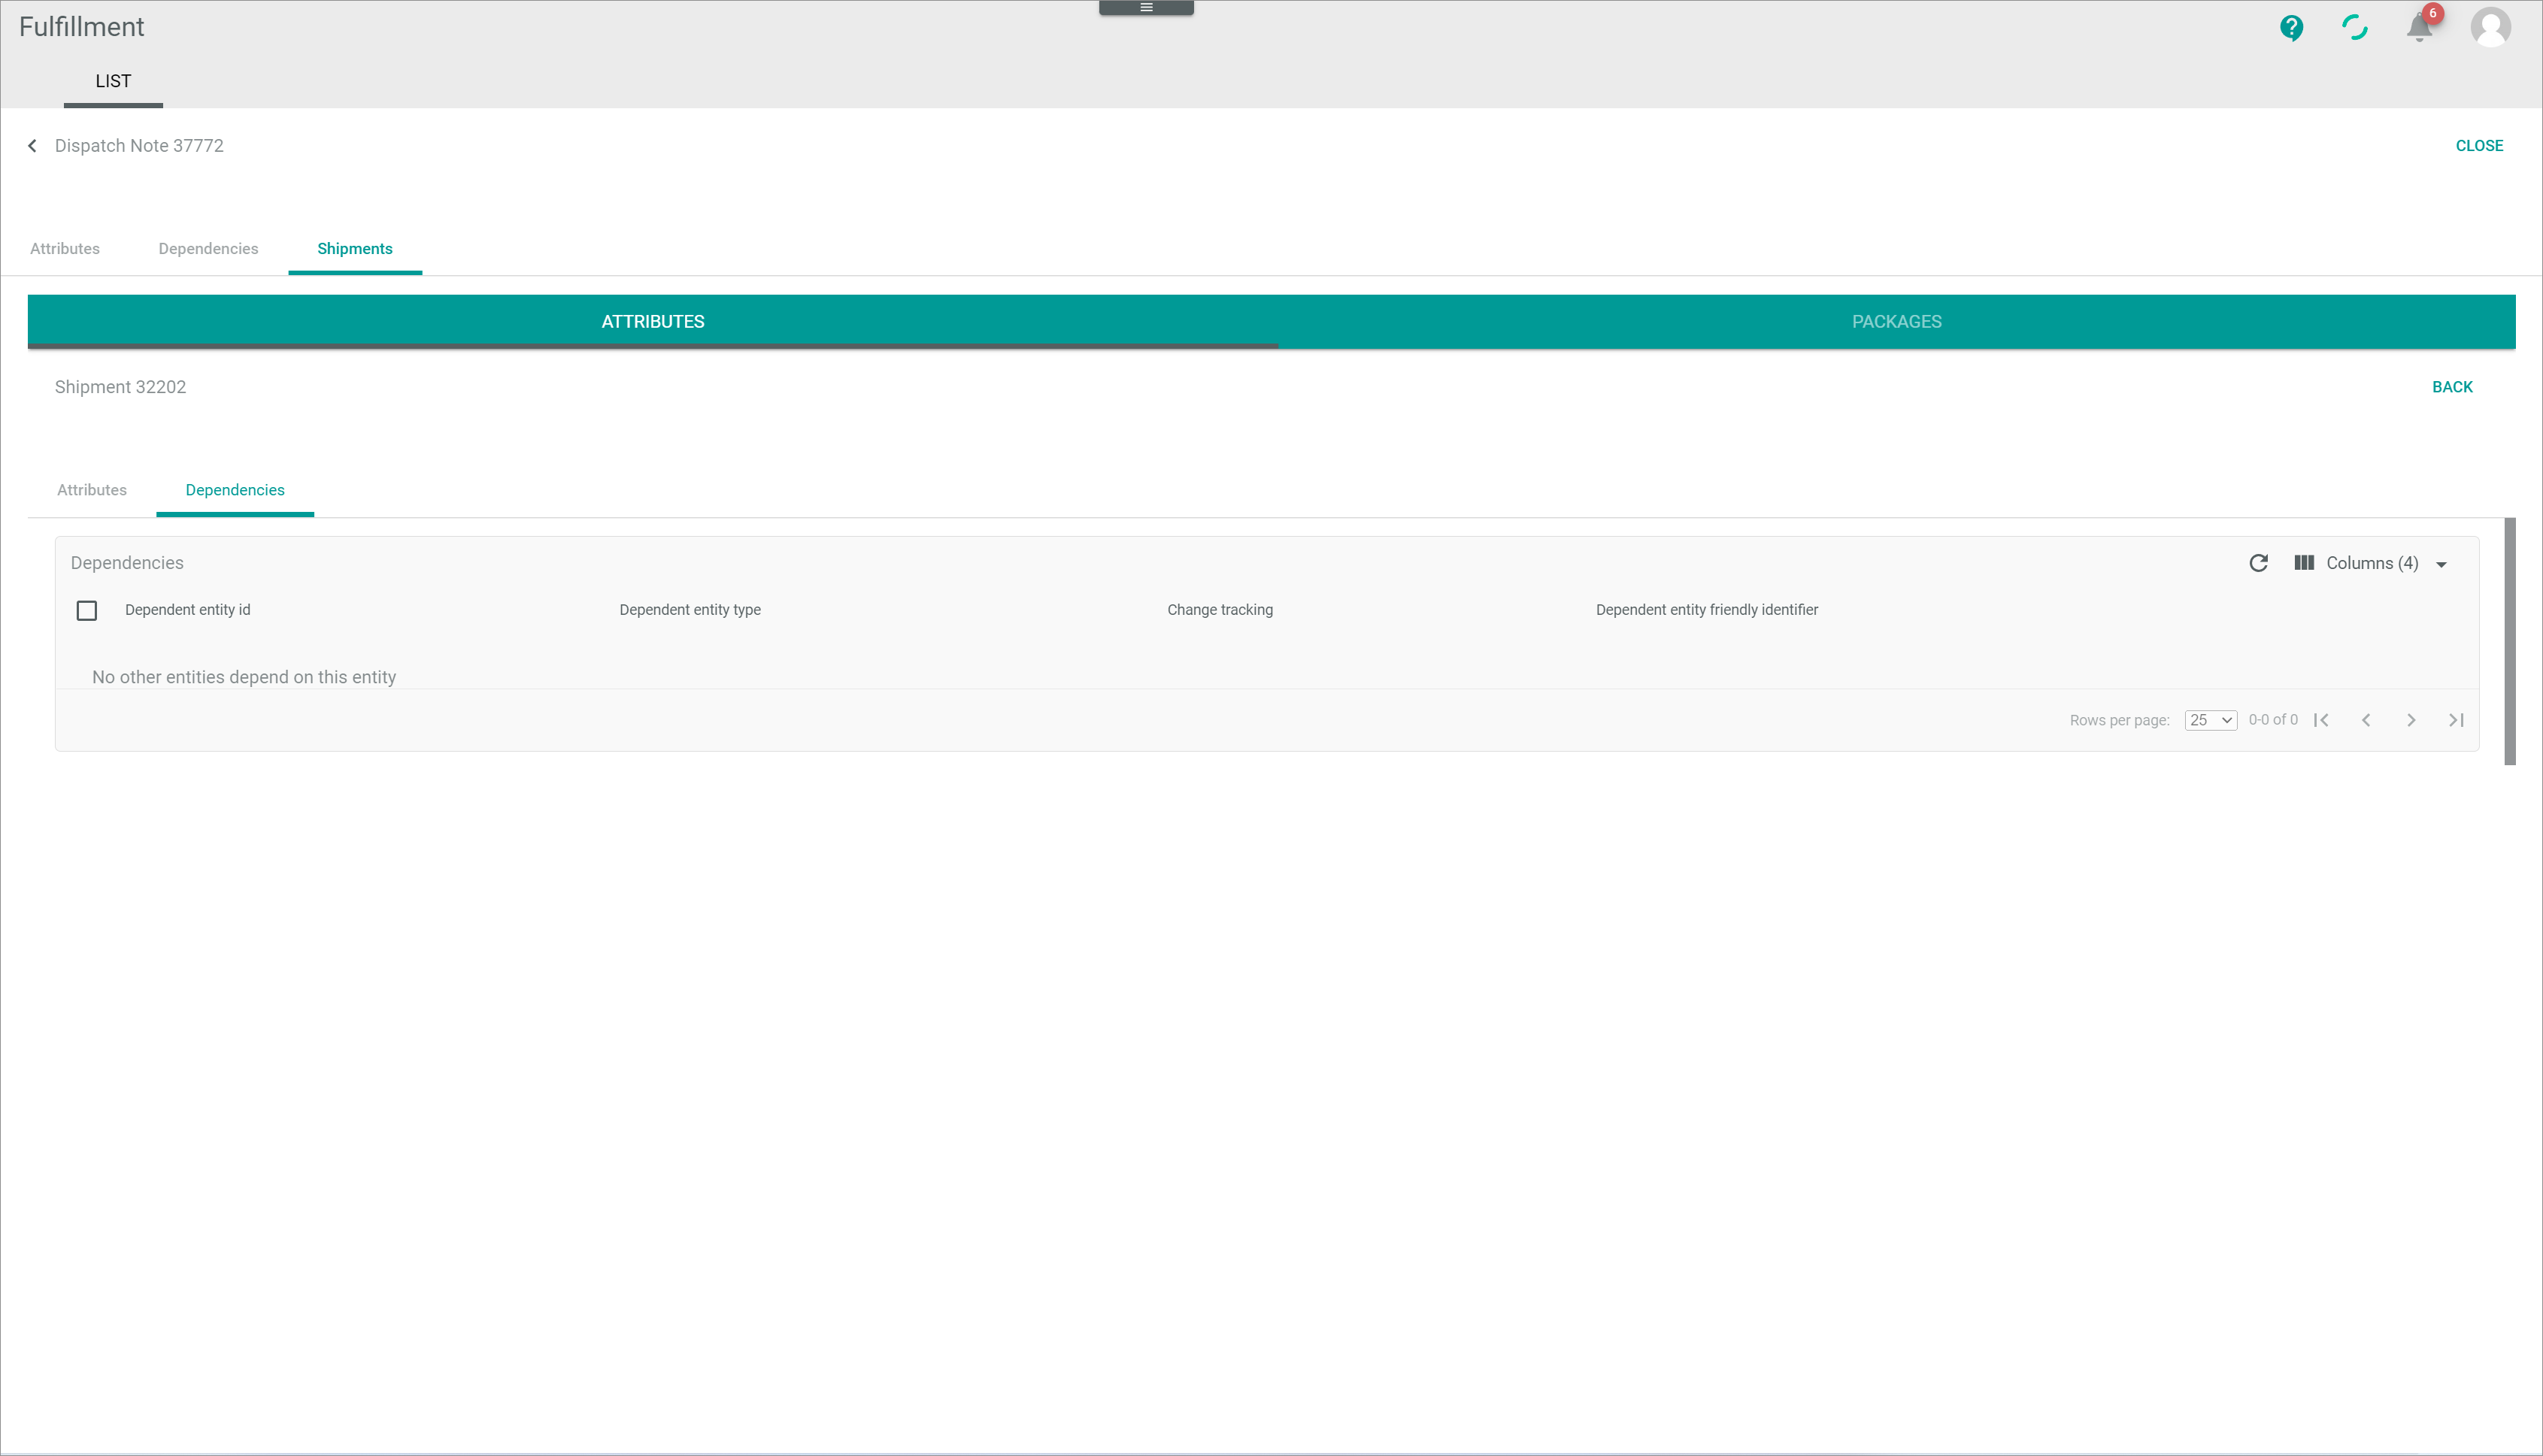 Fulfillment
6
LIST
Dispatch Note 37772
CLOSE
Attributes Dependencies Shipments
ATTRIBUTES PACKAGES
Shipment 32202
BACK
Attributes Dependencies
Dependencies
Columns (4)
Dependent entity id Dependent entity type Change tracking Dependent entity friendly identifier
No other entities depend on this entity
Rows per page: 25 0-0 of 0